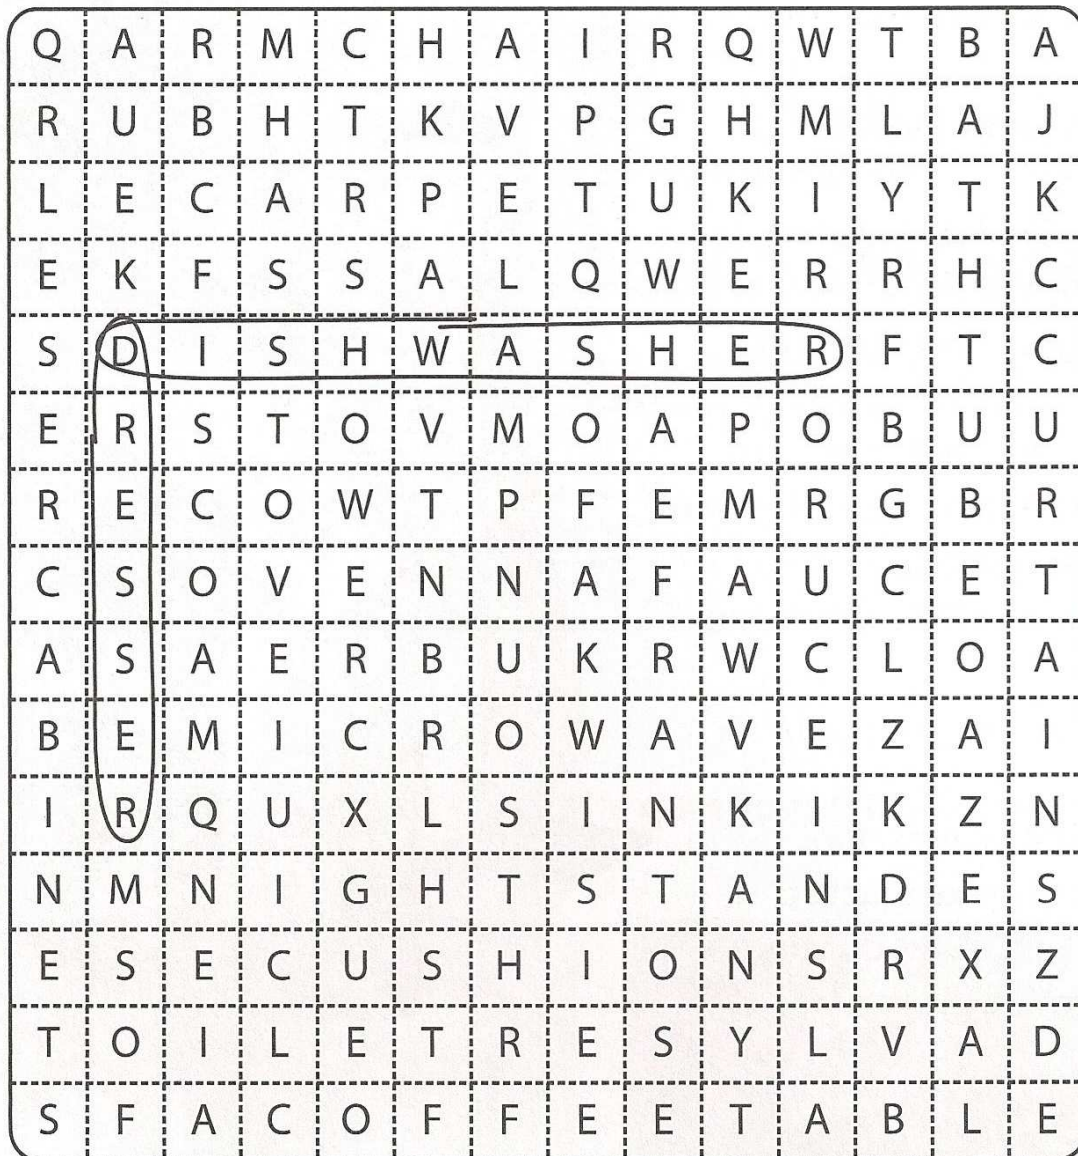 Q A R M C H A I R Q W T B A
R U B H T K V P G H M L A J
L E C A R P E T U K I Y T K
E K F S S A L Q W E R R H C
S D I S H W A S H E R F T C
E R S T O V M O A P O B U U
R E C O W T P F E M R G B R
C S O V E N N A F A U C E T
A S A E R B U K R W C L O A
B E M I C R O W A V E Z A I
I R Q U X L S I N K I K Z N
N M N I G H T S T A N D E S
E S E C U S H I O N S R X Z
T O I L E T R E S Y L V A D
S F A C O F F E E T A B L E